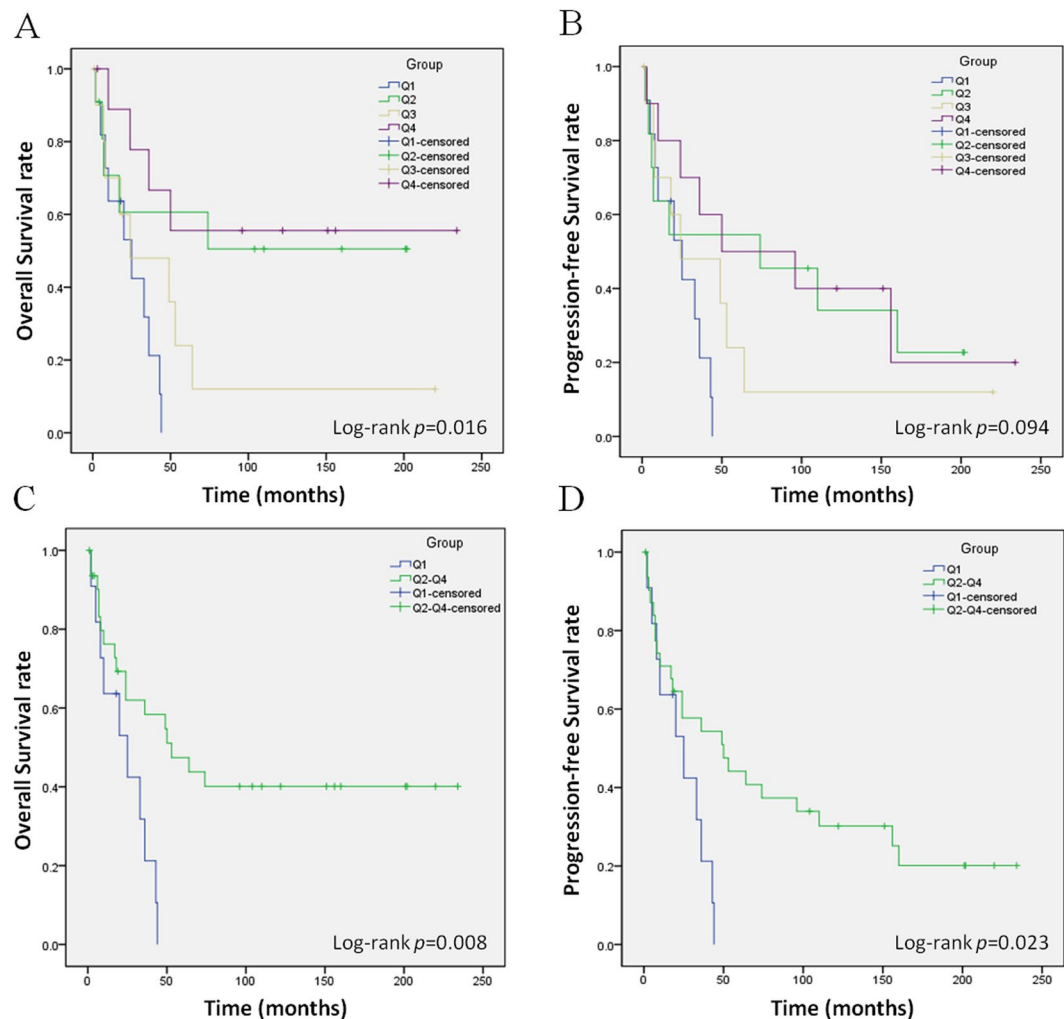 A
Group
Q1
Q2
Q3
Q4
Q1-censored
Q2-censored
Q3-censored
Q4-censored
Overall Survival rate
1.0
0.8
0.6
0.4
0.2
0.0
Log-rank p=0.016
0 50 100 150 200 250
Time (months)
B
Group
Q1
Q2
Q3
Q4
Q1-censored
Q2-censored
Q3-censored
Q4-censored
Progression-free Survival rate
1.0
0.8
0.6
0.4
0.2
0.0
Log-rank p=0.094
0 50 100 150 200 250
Time (months)
C
Group
Q1
Q2-Q4
Q1-censored
Q2-Q4-censored
Overall Survival rate
1.0
0.8
0.6
0.4
0.2
0.0
Log-rank p=0.008
0 50 100 150 200 250
Time (months)
D
Group
Q1
Q2-Q4
Q1-censored
Q2-Q4-censored
Progression-free Survival rate
1.0
0.8
0.6
0.4
0.2
0.0
Log-rank p=0.023
0 50 100 150 200 250
Time (months)